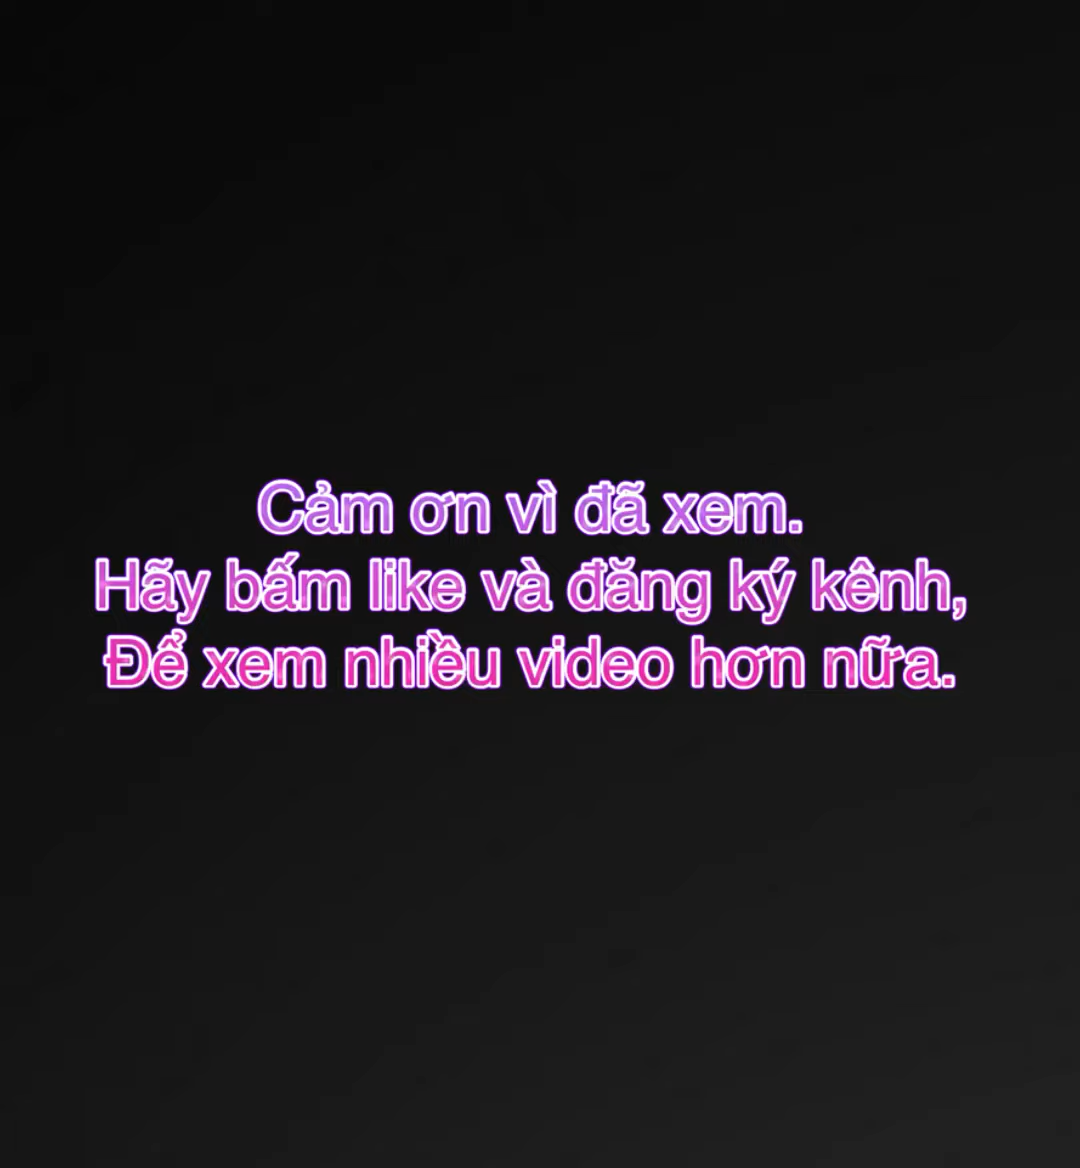 Cảm ơn vì đã xem.
Hãy bấm like và đăng ký kênh,
Để xem nhiều video hơn nữa.